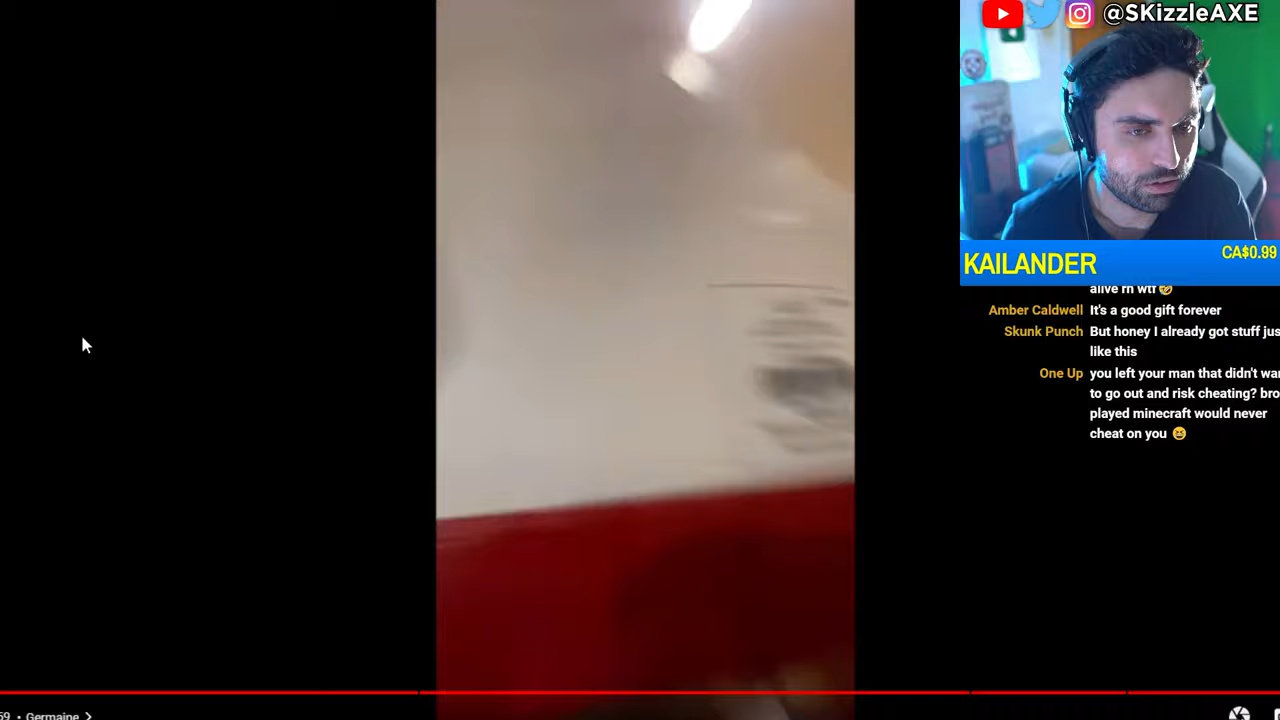 @SKizzleAXE
KAILANDER CA$0.99
alive rn wtf🤣
Amber Caldwell It's a good gift forever
Skunk Punch But honey I already got stuff jus
like this
One Up you left your man that didn't wan
to go out and risk cheating? bro
played minecraft would never
cheat on you 😆
59 • Germaine >